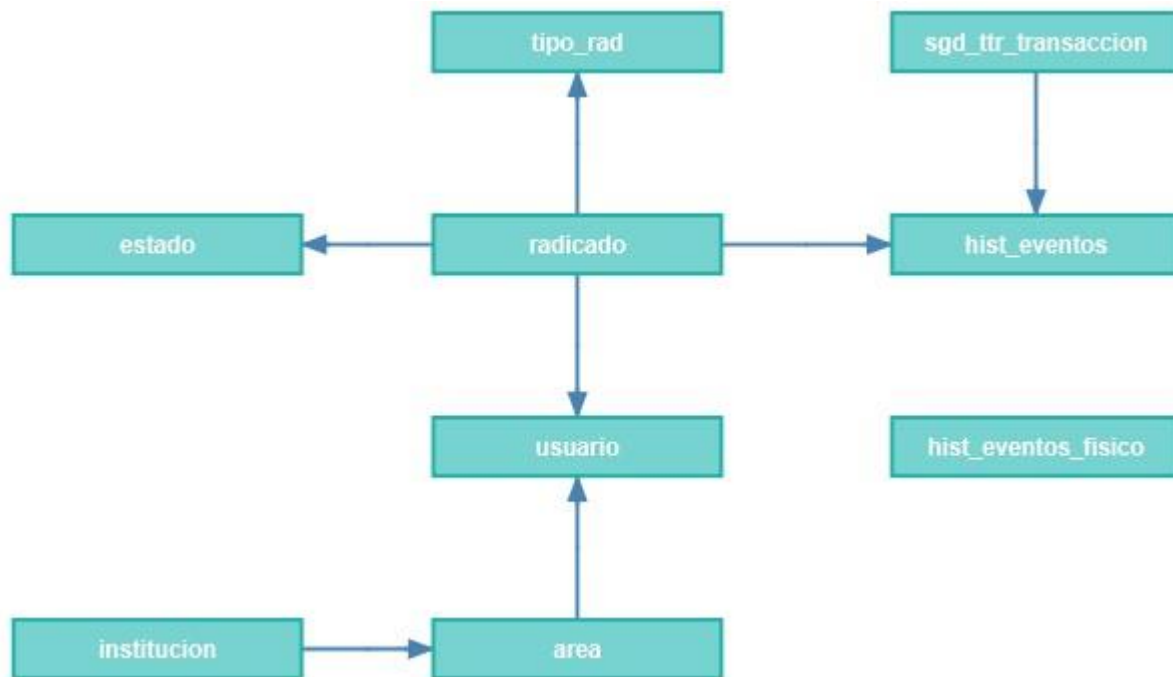 tipo_rad
sgd_ttr_transaccion
estado
radicado
hist_eventos
usuario
hist_eventos_fisico
institucion
area